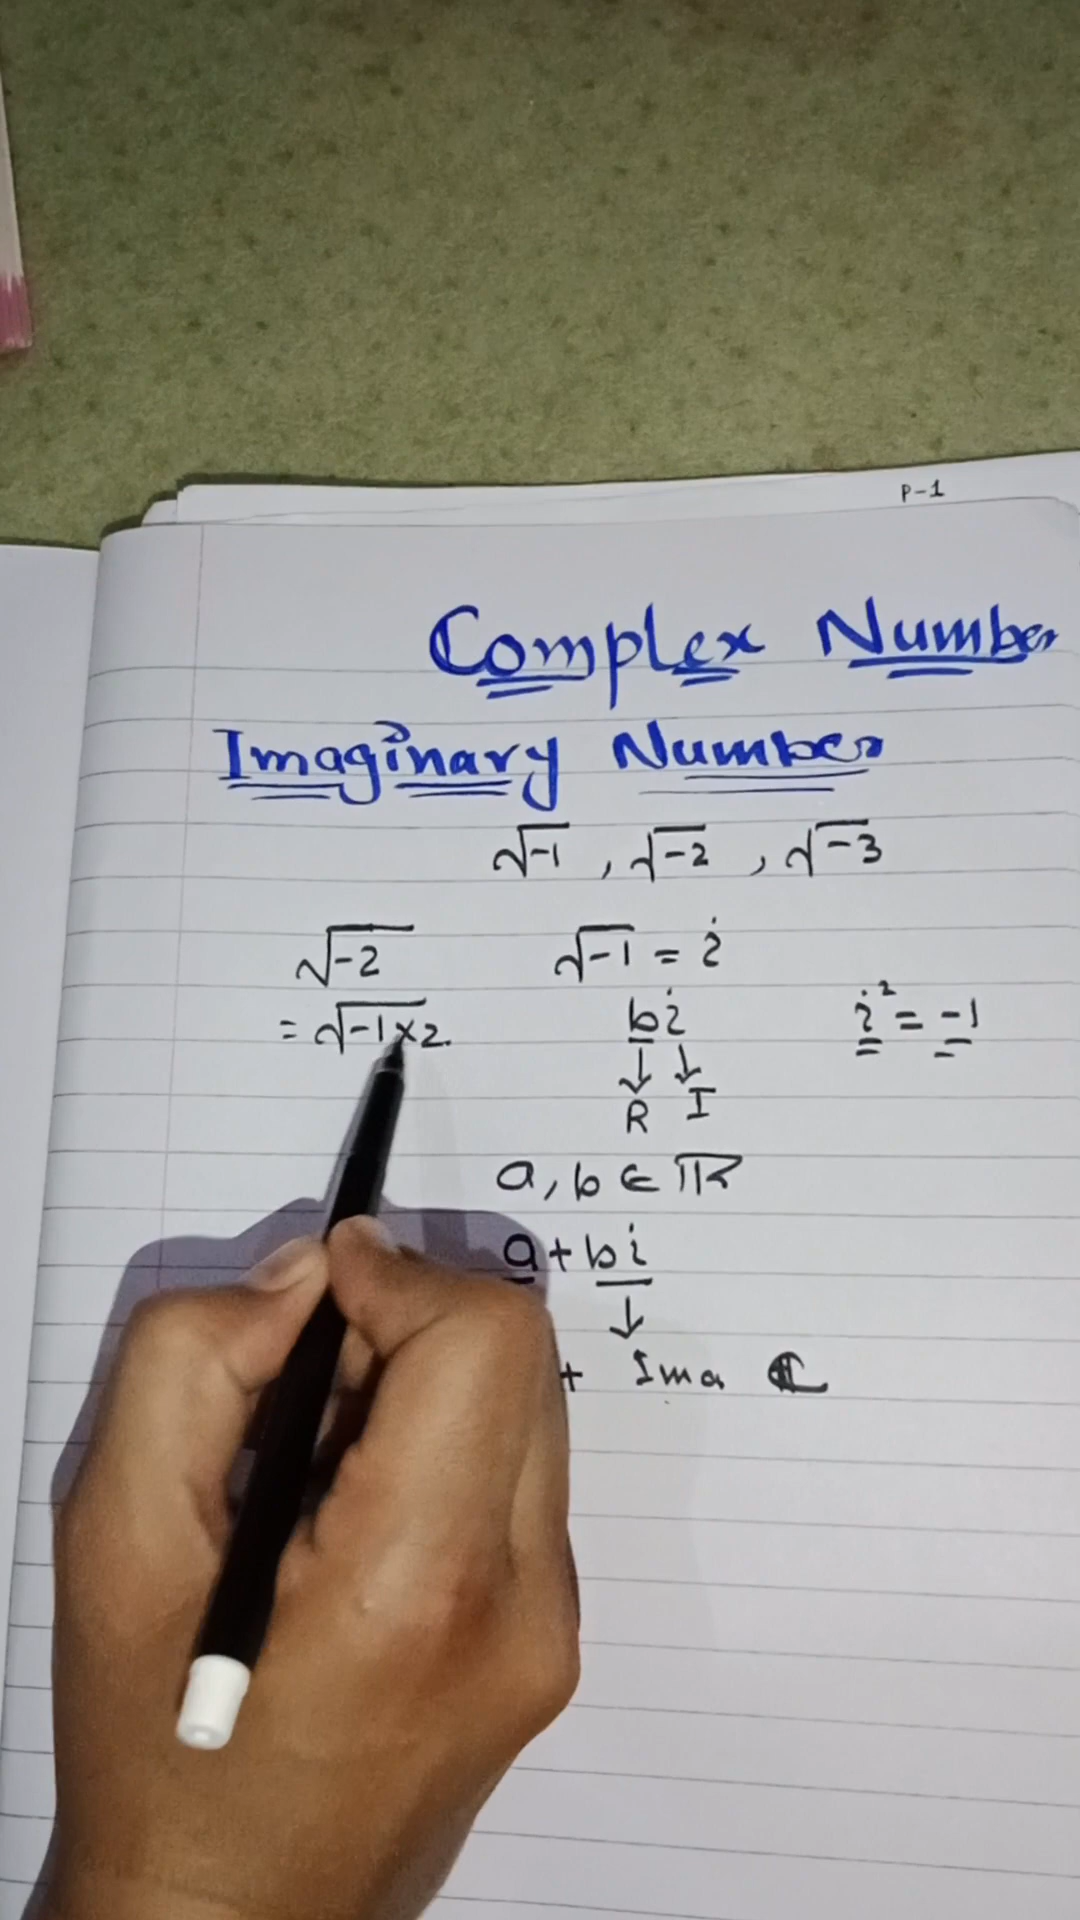 P-1
Complex Number
Imaginary Number
√-1 , √-2 , √-3
√-2 √-1 = i
= √-1×2. bi i² = -1
↓ ↓
R I
a, b ∈ ℝ
a + bi
↓
+ Ima ℂ